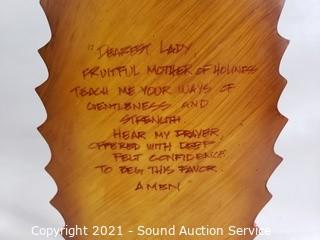 "DEAREST LADY
FRUITFUL MOTHER OF HOUNDS
TEACH ME YOUR WAYS OF
GENTLENESS AND
STRENGTH.
HEAR MY PRAYER
OFFERED WITH DEEP
FELT CONFIDENCE
TO BEG THIS FAVOR.
AMEN
Copyright 2021 - Sound Auction Service